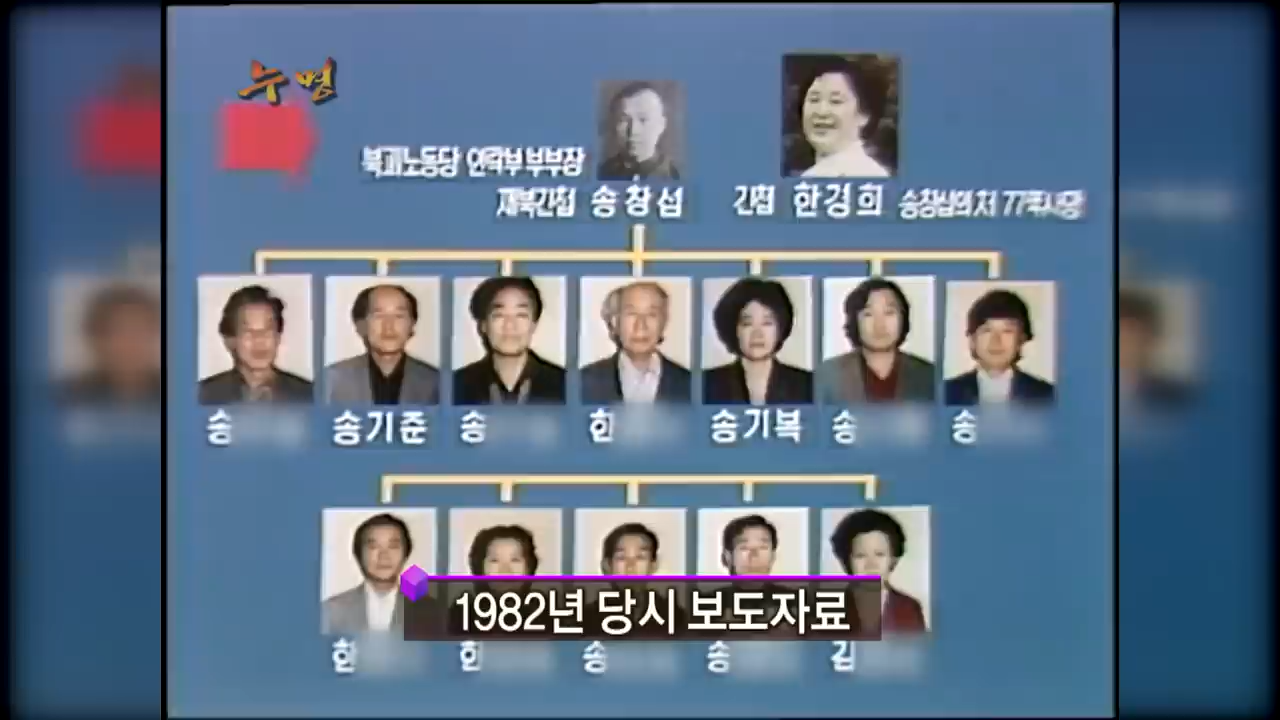 누명
북괴노동당 연락부 부부장
재북간첩 송창섭
간첩 한경희 송창섭의 처 77年사망
송
송기준
송
한
송기복
송
송
한
한
송
송
김
1982년 당시 보도자료